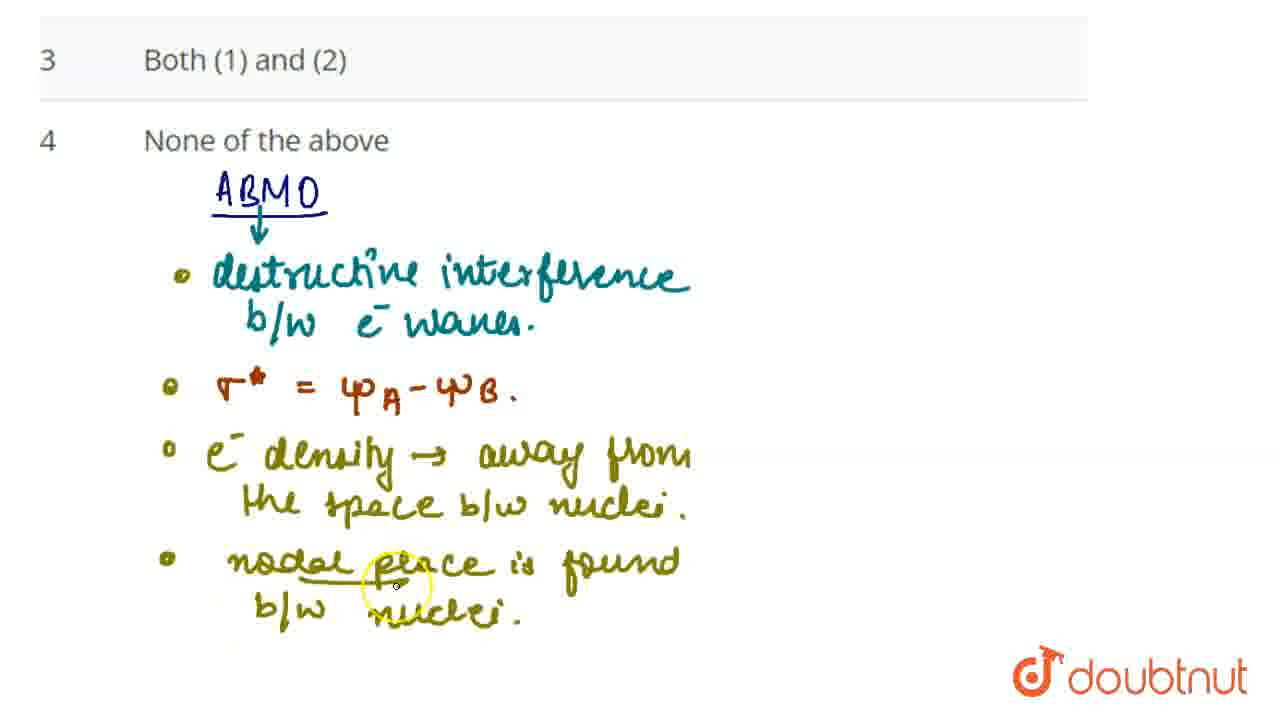 3 Both (1) and (2)
4 None of the above
ABMO
• destructive interference
b/w e⁻ waves.
• σ* = ψA - ψB.
• e⁻ density → away from
the space b/w nuclei.
• nodal place is found
b/w nuclei.
doubtnut